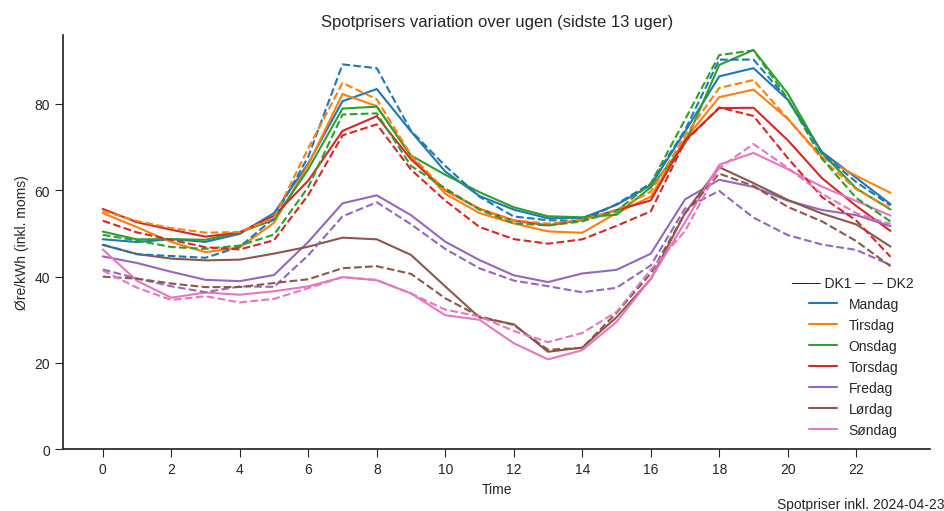 Spotprisers variation over ugen (sidste 13 uger)
Øre/kWh (inkl. moms)
80
60
40
20
0
0 2 4 6 8 10 12 14 16 18 20 22
Time
DK1 DK2
Mandag
Tirsdag
Onsdag
Torsdag
Fredag
Lørdag
Søndag
Spotpriser inkl. 2024-04-23